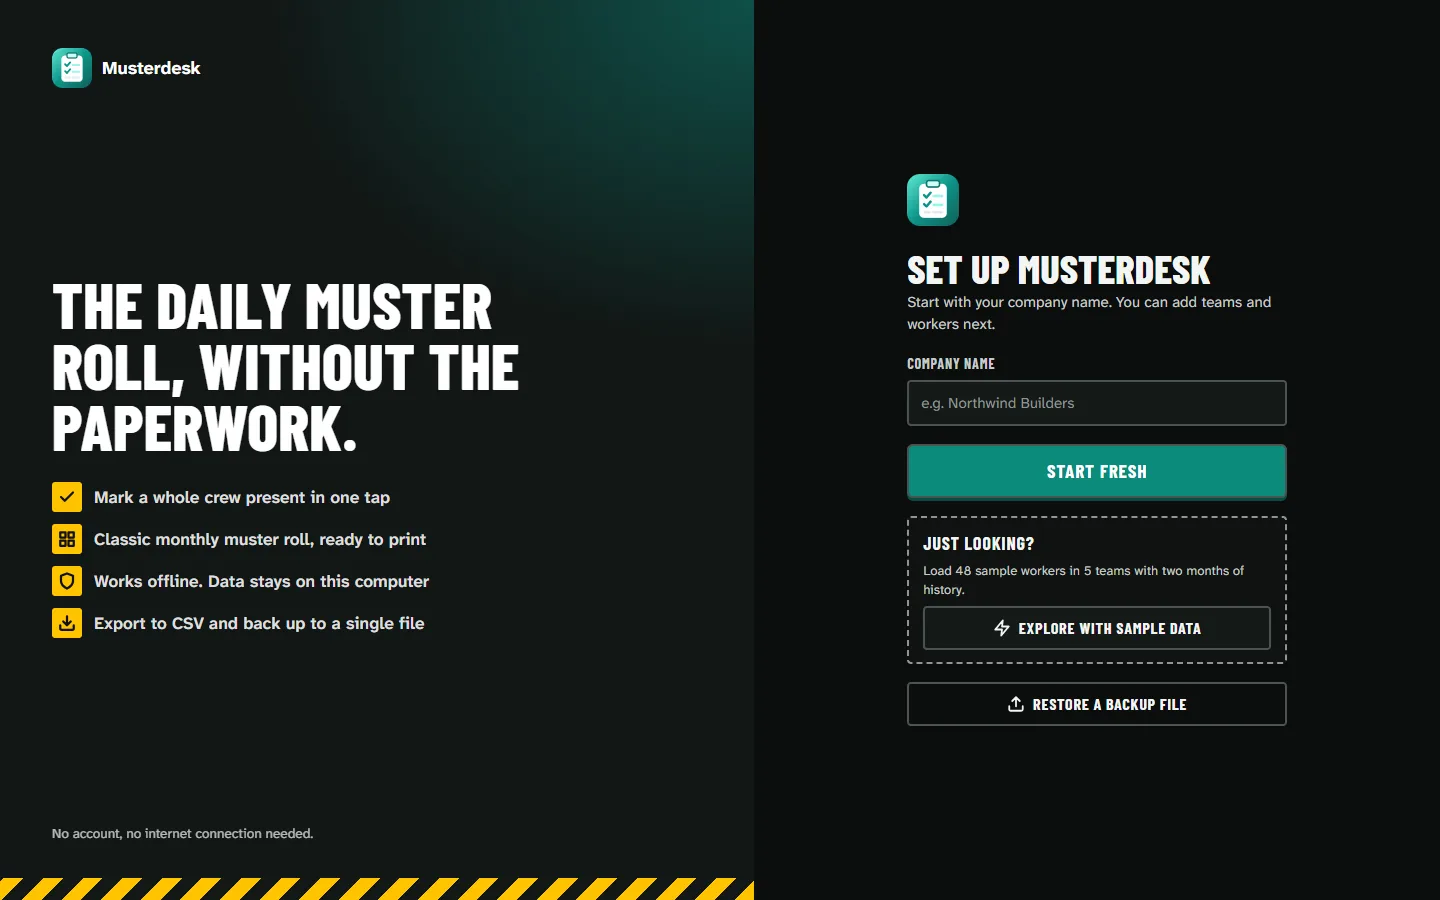 Musterdesk
THE DAILY MUSTER
ROLL, WITHOUT THE
PAPERWORK.
Mark a whole crew present in one tap
Classic monthly muster roll, ready to print
Works offline. Data stays on this computer
Export to CSV and back up to a single file
No account, no internet connection needed.
SET UP MUSTERDESK
Start with your company name. You can add teams and
workers next.
COMPANY NAME
e.g. Northwind Builders
START FRESH
JUST LOOKING?
Load 48 sample workers in 5 teams with two months of
history.
EXPLORE WITH SAMPLE DATA
RESTORE A BACKUP FILE